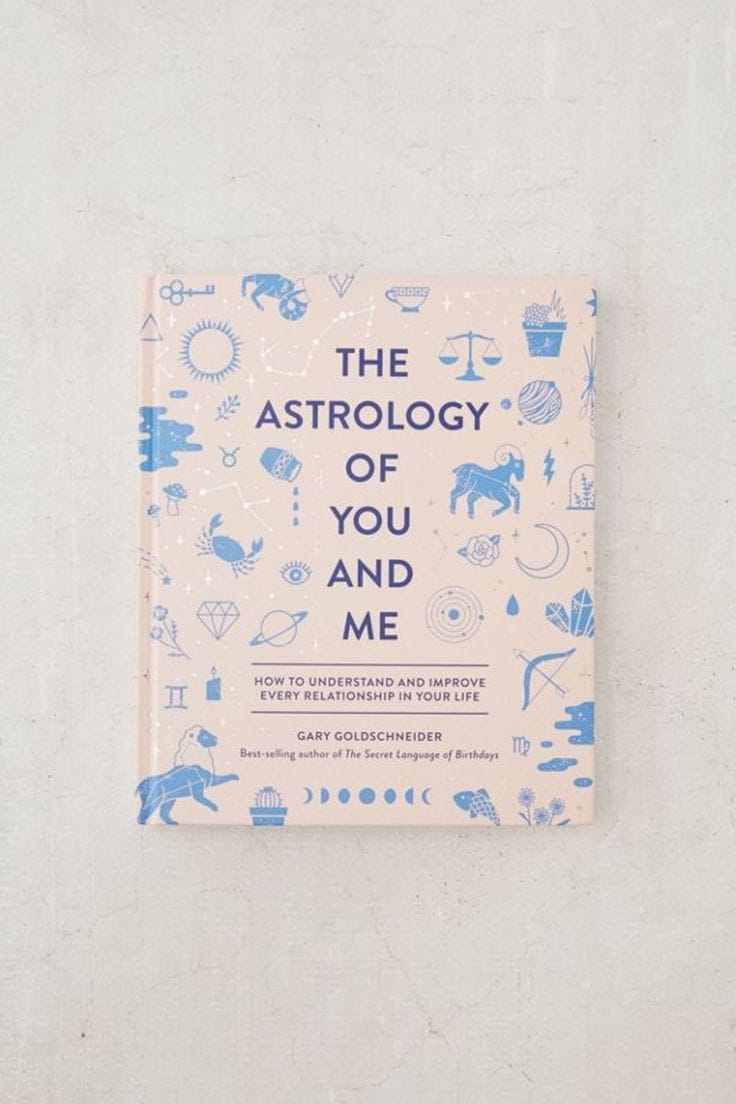 THE
ASTROLOGY
OF
YOU
AND
ME
HOW TO UNDERSTAND AND IMPROVE
EVERY RELATIONSHIP IN YOUR LIFE
GARY GOLDSCHNEIDER
Best-selling author of The Secret Language of Birthdays